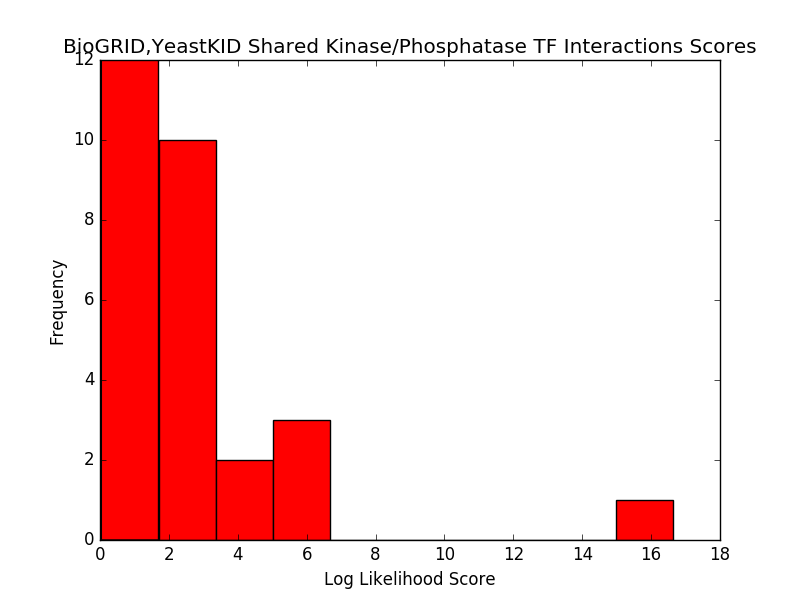 BioGRID,YeastKID Shared Kinase/Phosphatase TF Interactions Scores
12
10
8
6
4
2
0
Frequency
0 2 4 6 8 10 12 14 16 18
Log Likelihood Score